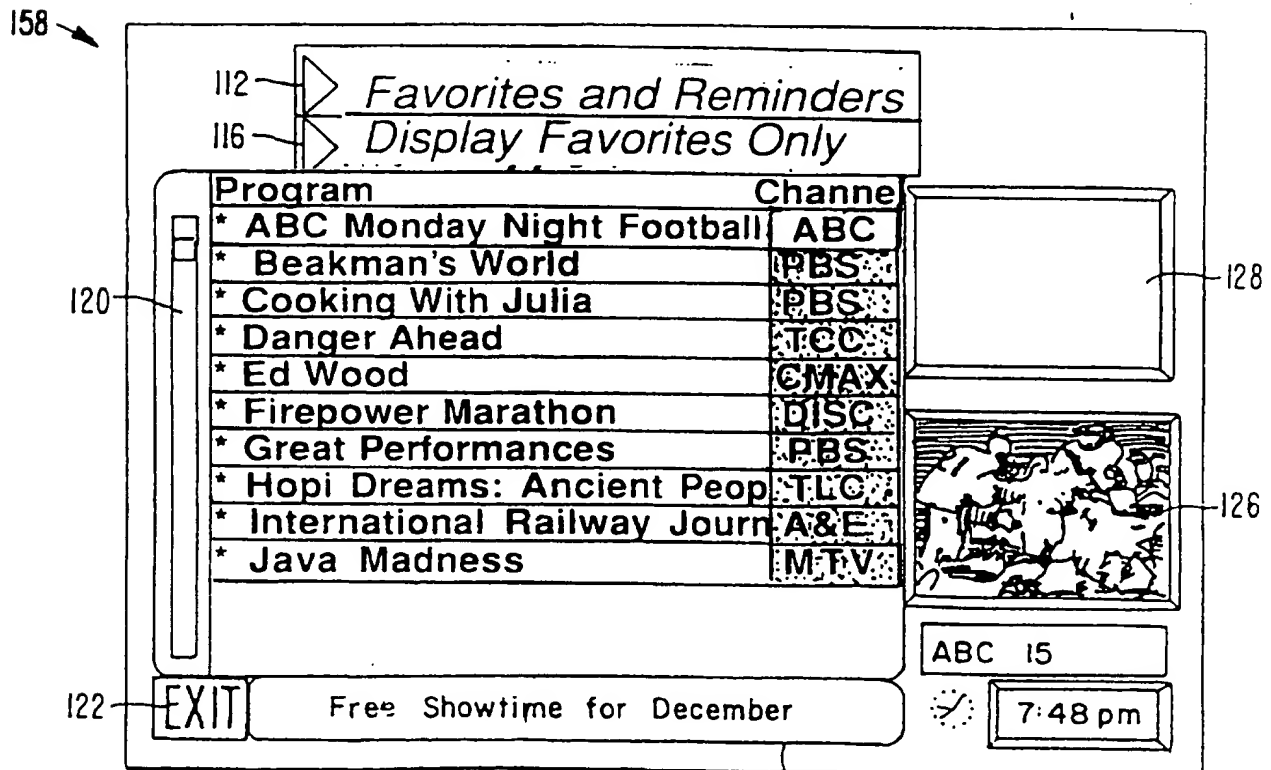 158
112 Favorites and Reminders
116 Display Favorites Only
Program Channel
* ABC Monday Night Football ABC
* Beakman's World PBS
* Cooking With Julia PBS
* Danger Ahead TCC
* Ed Wood CMAX
* Firepower Marathon DISC
* Great Performances PBS
* Hopi Dreams: Ancient Peop TLC
* International Railway Journ A&E
* Java Madness MTV
120
128
126
ABC 15
122 EXIT Free Showtime for December 7:48 pm